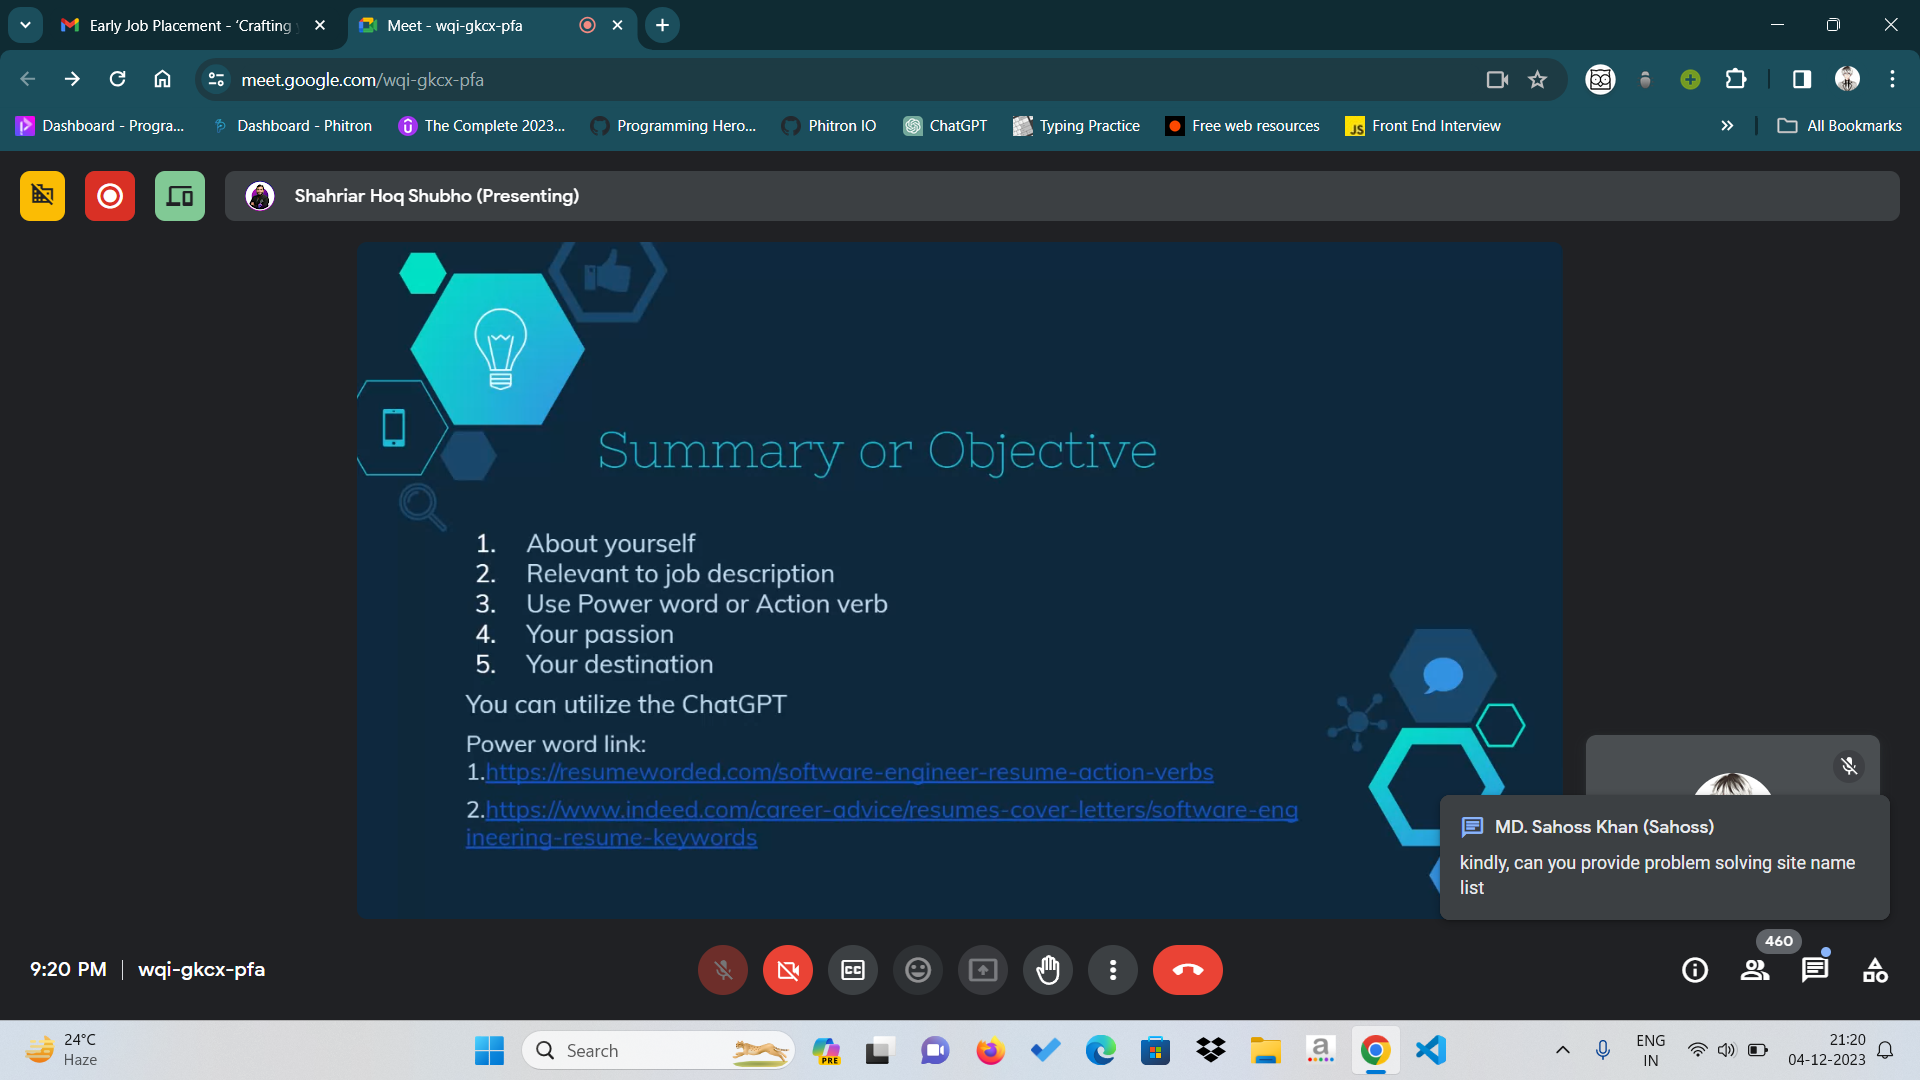 Early Job Placement - ‘Crafting
Meet - wqi-gkcx-pfa
meet.google.com/wqi-gkcx-pfa
Dashboard - Progra...
Dashboard - Phitron
The Complete 2023...
Programming Hero...
Phitron IO
ChatGPT
Typing Practice
Free web resources
JS
Front End Interview
All Bookmarks
Shahriar Hoq Shubho (Presenting)
Summary or Objective
1. About yourself
2. Relevant to job description
3. Use Power word or Action verb
4. Your passion
5. Your destination
You can utilize the ChatGPT
Power word link:
1.https://resumeworded.com/software-engineer-resume-action-verbs
2.https://www.indeed.com/career-advice/resumes-cover-letters/software-eng
ineering-resume-keywords
MD. Sahoss Khan (Sahoss)
kindly, can you provide problem solving site name
list
9:20 PM
wqi-gkcx-pfa
CC
460
24°C
Haze
Search
PRE
a
ENG
IN
21:20
04-12-2023